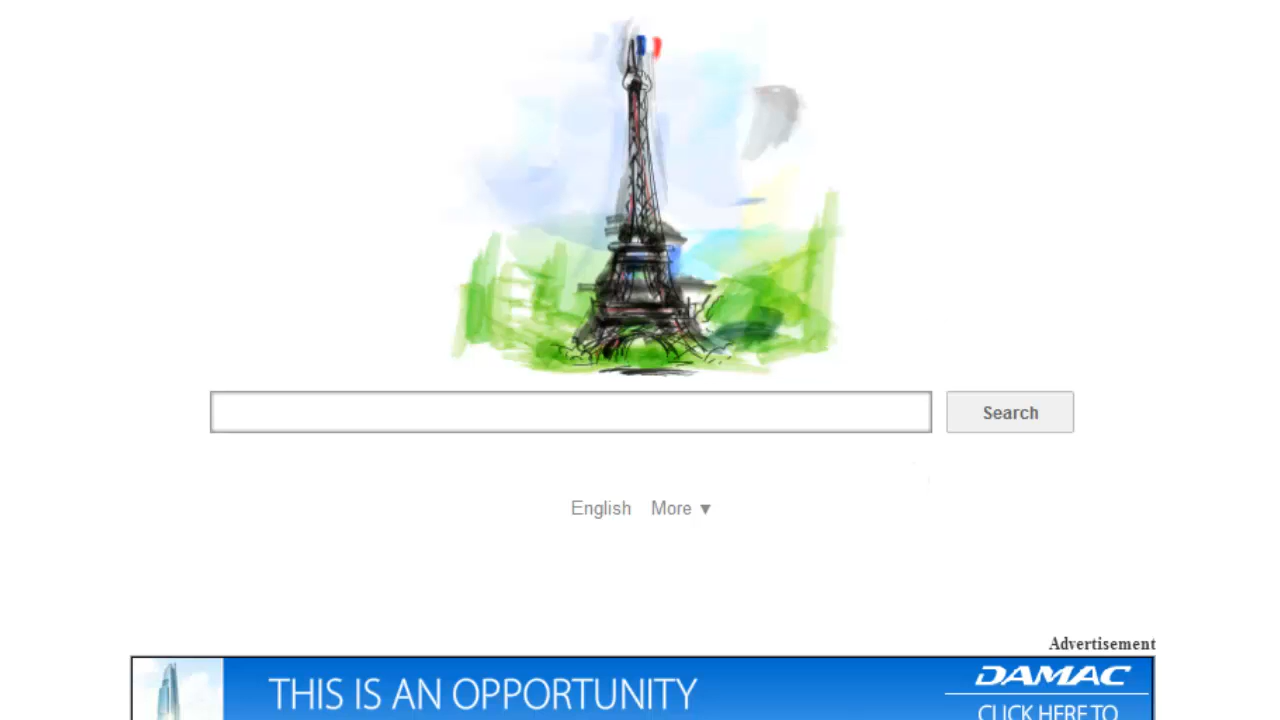 Search
English More ▼
Advertisement
THIS IS AN OPPORTUNITY
DAMAC
CLICK HERE TO